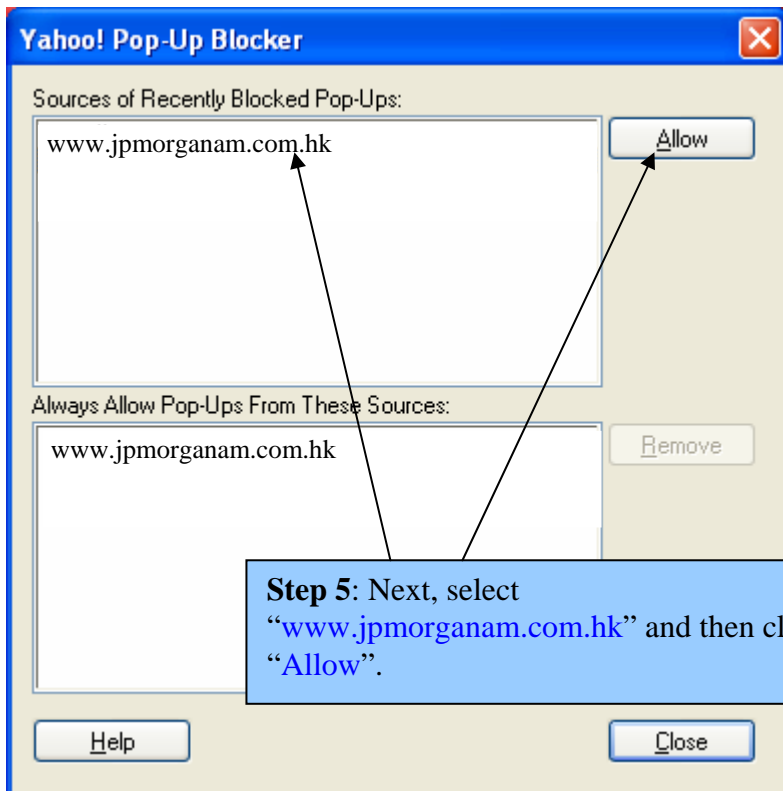 Yahoo! Pop-Up Blocker
Sources of Recently Blocked Pop-Ups:
www.jpmorganam.com.hk
Allow
Always Allow Pop-Ups From These Sources:
www.jpmorganam.com.hk
Remove
Step 5: Next, select
“www.jpmorganam.com.hk” and then
“Allow”.
Help
Close